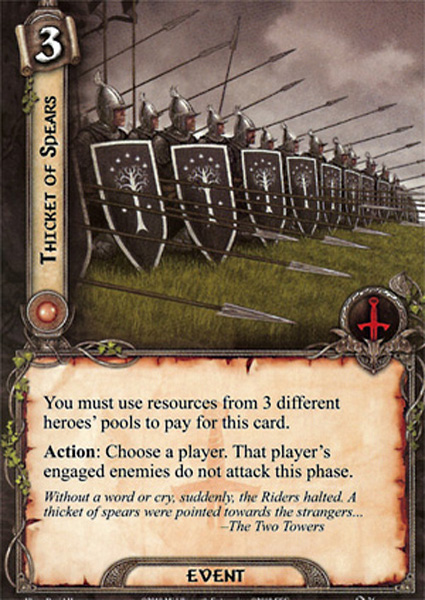 3
THICKET OF SPEARS
You must use resources from 3 different
heroes' pools to pay for this card.
Action: Choose a player. That player's
engaged enemies do not attack this phase.
Without a word or cry, suddenly, the Riders halted. A
thicket of spears were pointed towards the strangers...
–The Two Towers
EVENT